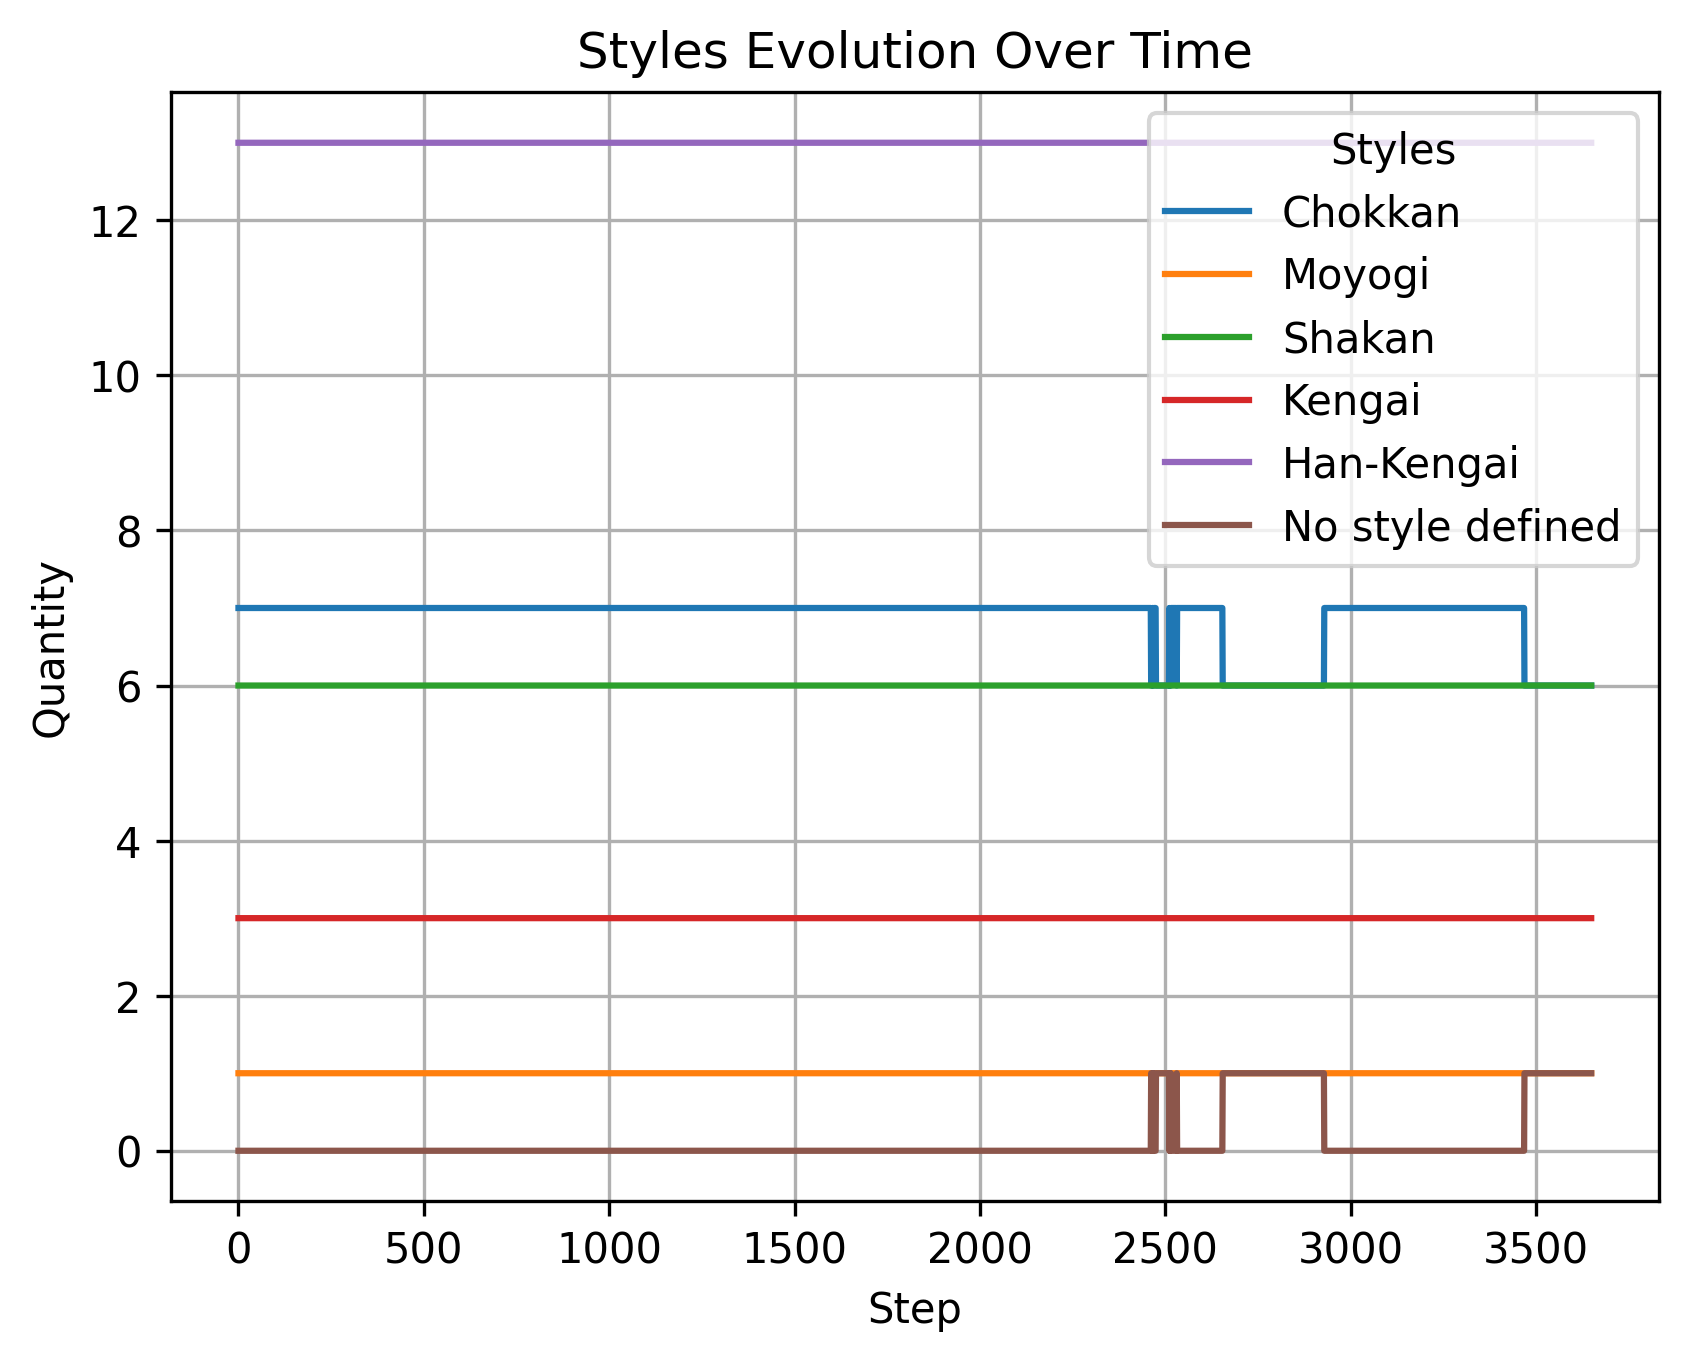 Styles Evolution Over Time
Styles
Chokkan
Moyogi
Shakan
Kengai
Han-Kengai
No style defined
Quantity
12
10
8
6
4
2
0
0 500 1000 1500 2000 2500 3000 3500
Step